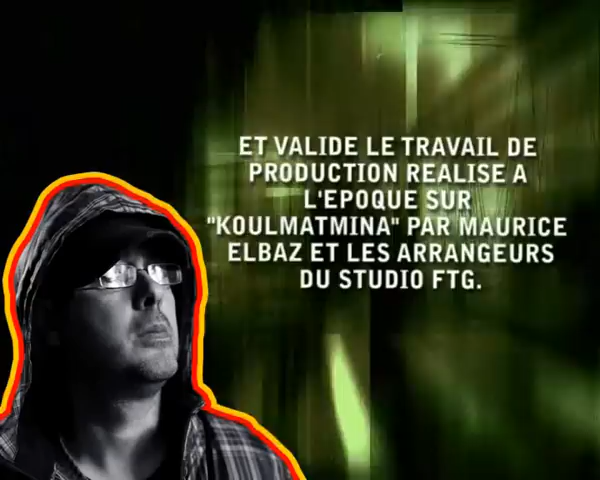 ET VALIDE LE TRAVAIL DE
PRODUCTION REALISE A
L'EPOQUE SUR
"KOULMATMINA" PAR MAURICE
ELBAZ ET LES ARRANGEURS
DU STUDIO FTG.